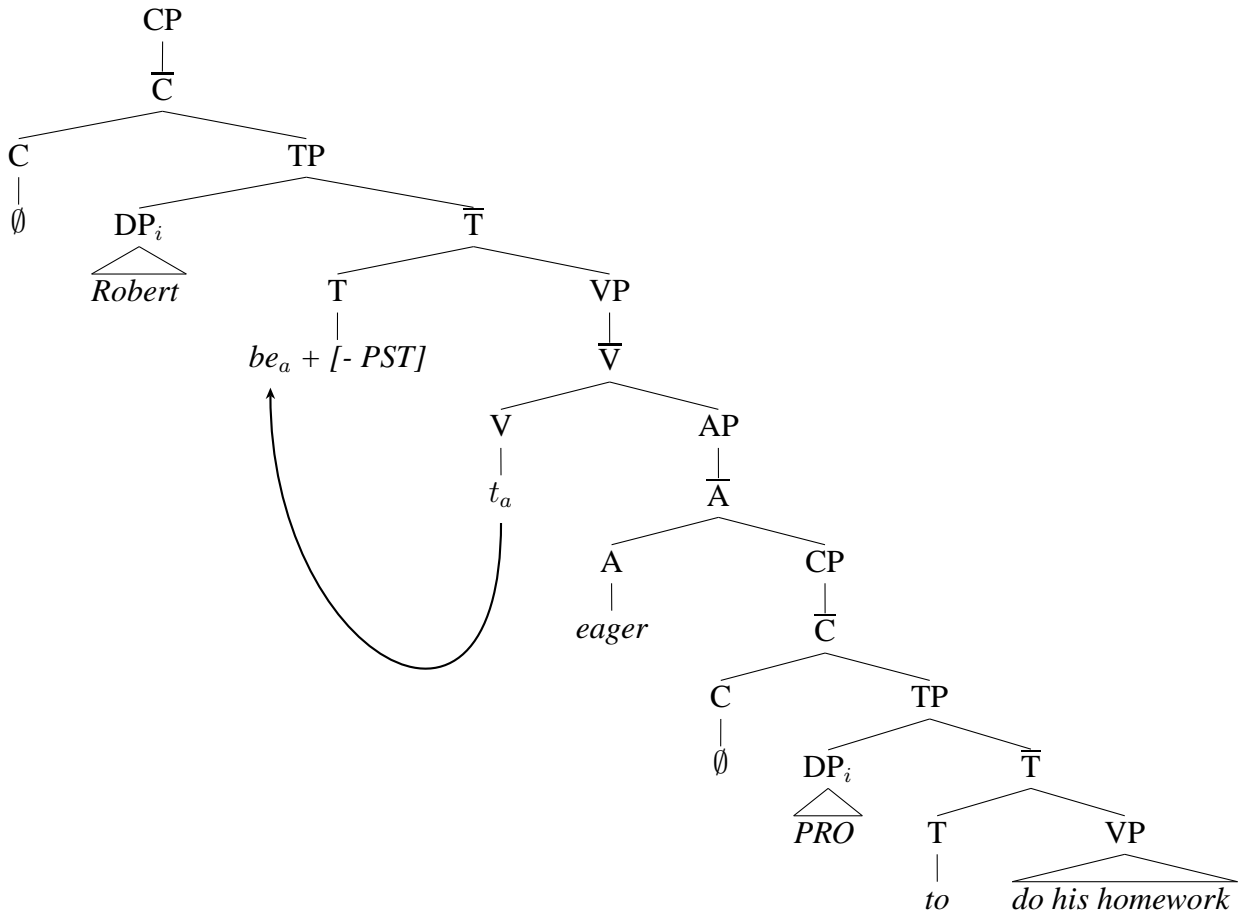 CP
C̅
C TP
∅ DPᵢ T̅
Robert T VP
beₐ + [- PST] V̅
V AP
tₐ A̅
A CP
eager C̅
C TP
∅ DPᵢ T̅
PRO T VP
to do his homework